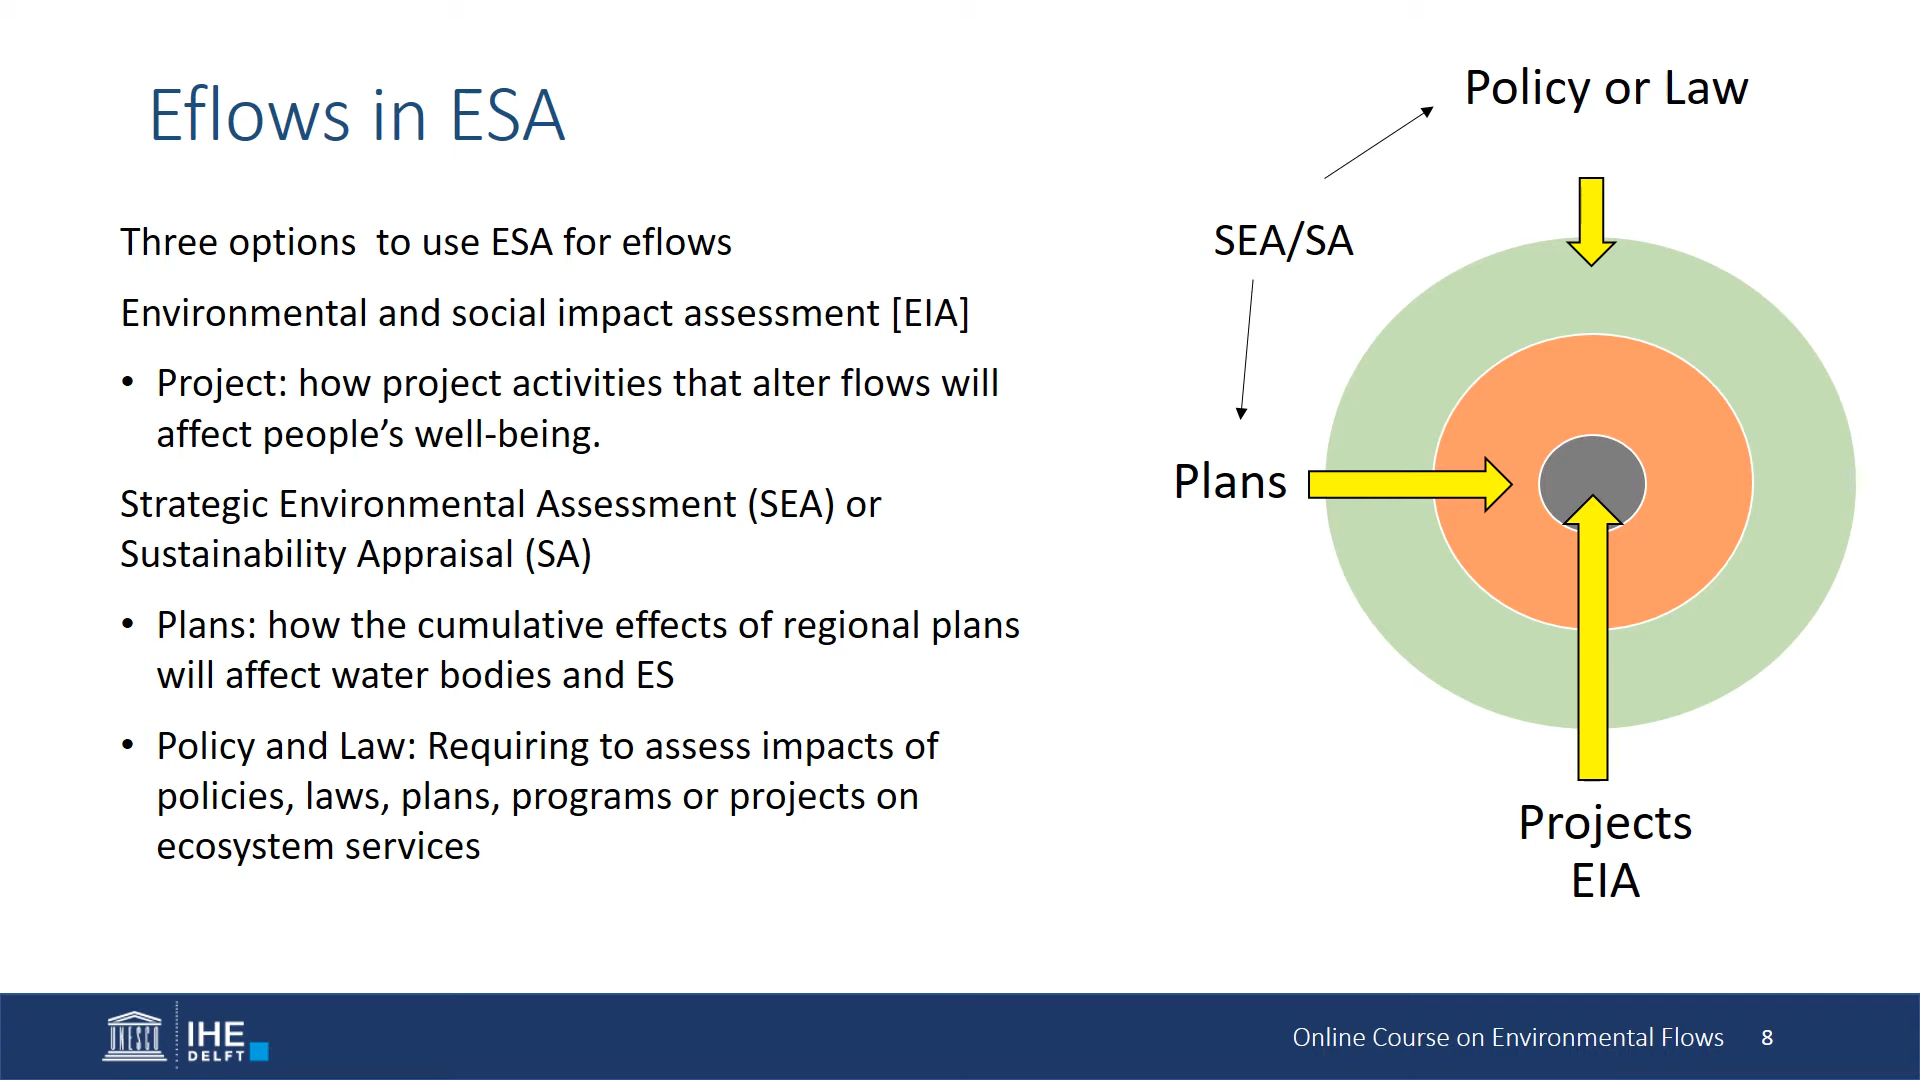 Eflows in ESA
Three options to use ESA for eflows
Environmental and social impact assessment [EIA]
• Project: how project activities that alter flows will
affect people’s well-being.
Strategic Environmental Assessment (SEA) or
Sustainability Appraisal (SA)
• Plans: how the cumulative effects of regional plans
will affect water bodies and ES
• Policy and Law: Requiring to assess impacts of
policies, laws, plans, programs or projects on
ecosystem services
Policy or Law
SEA/SA
Plans
Projects
EIA
UNESCO
IHE
DELFT
Online Course on Environmental Flows
8